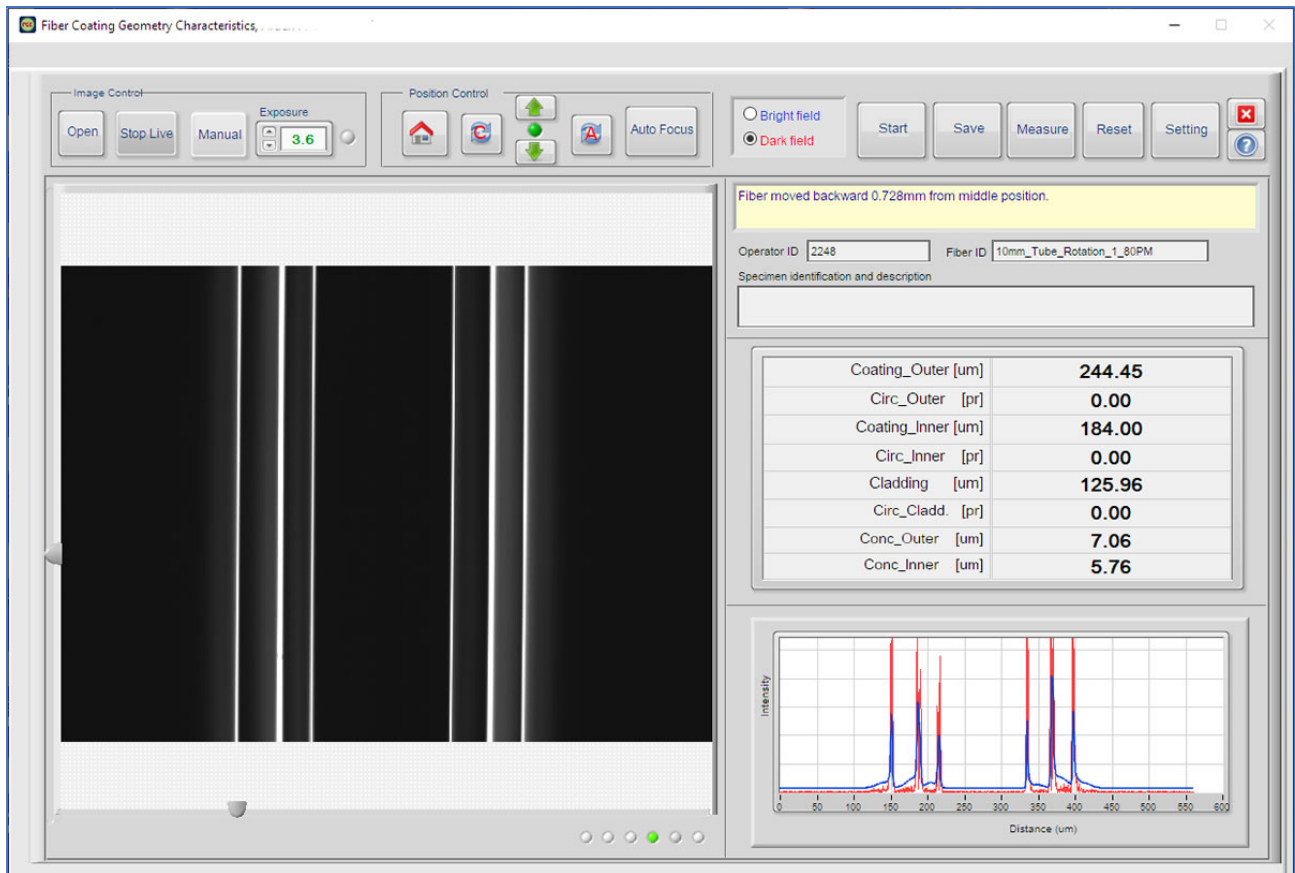 Fiber Coating Geometry Characteristics,
Image Control
Open
Stop Live
Manual
Exposure
3.6
Position Control
C
A
Auto Focus
Bright field
Dark field
Start
Save
Measure
Reset
Setting
?
Fiber moved backward 0.728mm from middle position.
Operator ID 2248 Fiber ID 10mm_Tube_Rotation_1_80PM
Specimen identification and description
Coating_Outer [um] 244.45
Circ_Outer [pr] 0.00
Coating_Inner [um] 184.00
Circ_Inner [pr] 0.00
Cladding [um] 125.96
Circ_Cladd. [pr] 0.00
Conc_Outer [um] 7.06
Conc_Inner [um] 5.76
Intensity
0 50 100 150 200 250 300 350 400 450 500 550 600
Distance (um)